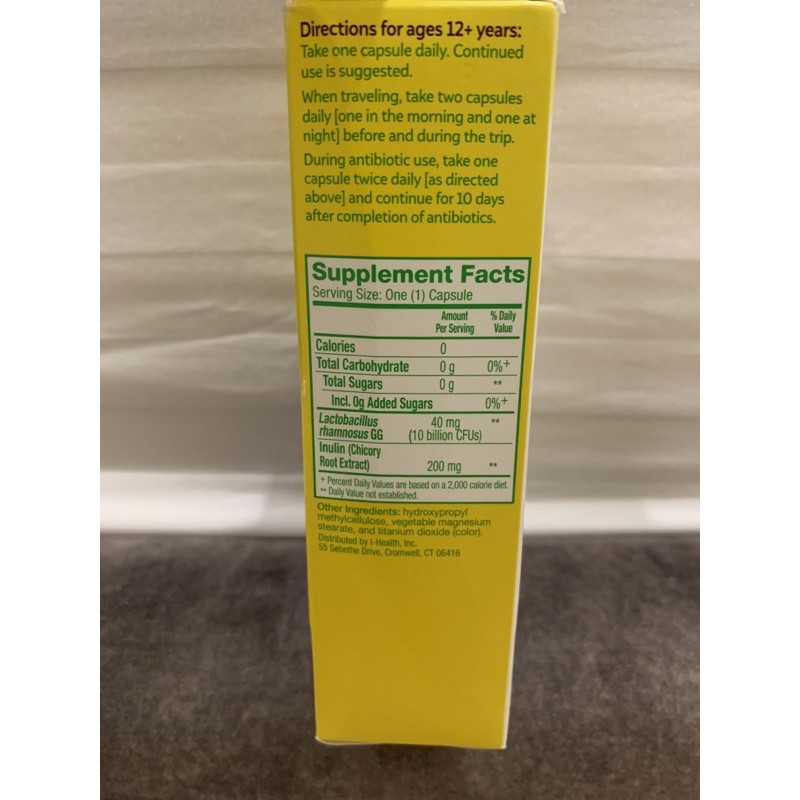 Directions for ages 12+ years:
Take one capsule daily. Continued
use is suggested.
When traveling, take two capsules
daily [one in the morning and one at
night] before and during the trip.
During antibiotic use, take one
capsule twice daily [as directed
above] and continue for 10 days
after completion of antibiotics.
Supplement Facts
Serving Size: One (1) Capsule
Amount Per Serving % Daily Value
Calories 0
Total Carbohydrate 0 g 0%+
Total Sugars 0 g **
Incl. 0g Added Sugars 0%+
Lactobacillus 40 mg **
rhamnosus GG (10 billion CFUs)
Inulin (Chicory
Root Extract) 200 mg **
+ Percent Daily Values are based on a 2,000 calorie diet.
** Daily Value not established.
Other Ingredients: hydroxypropyl
methylcellulose, vegetable magnesium
stearate, and titanium dioxide (color).
Distributed by i-Health, Inc.
55 Sebethe Drive, Cromwell, CT 06416